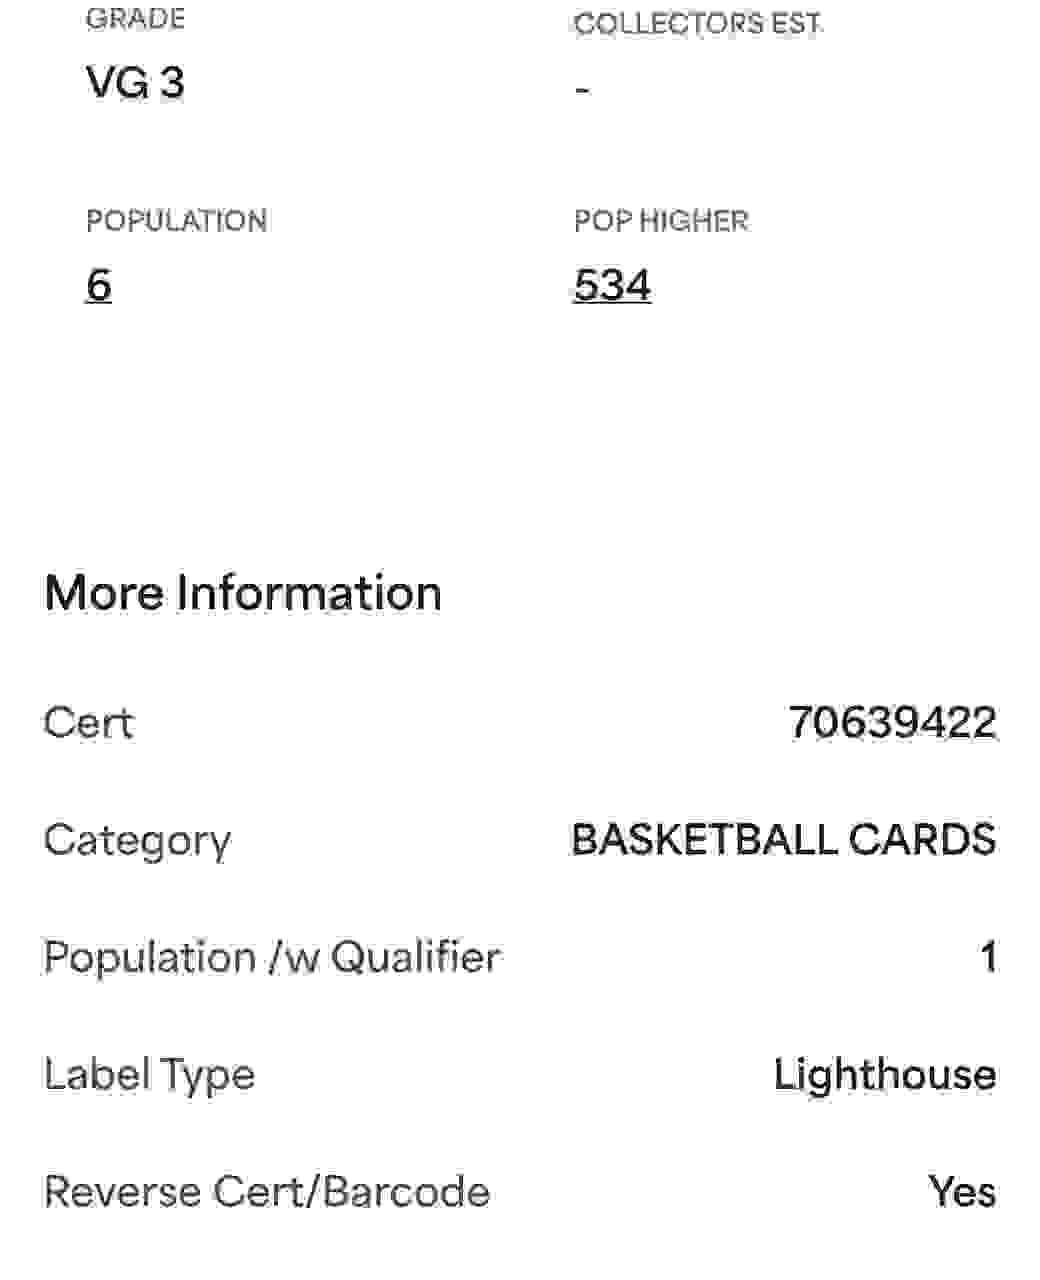 GRADE
COLLECTORS EST.
VG 3
-
POPULATION
POP HIGHER
6
534
More Information
Cert
70639422
Category
BASKETBALL CARDS
Population /w Qualifier
1
Label Type
Lighthouse
Reverse Cert/Barcode
Yes